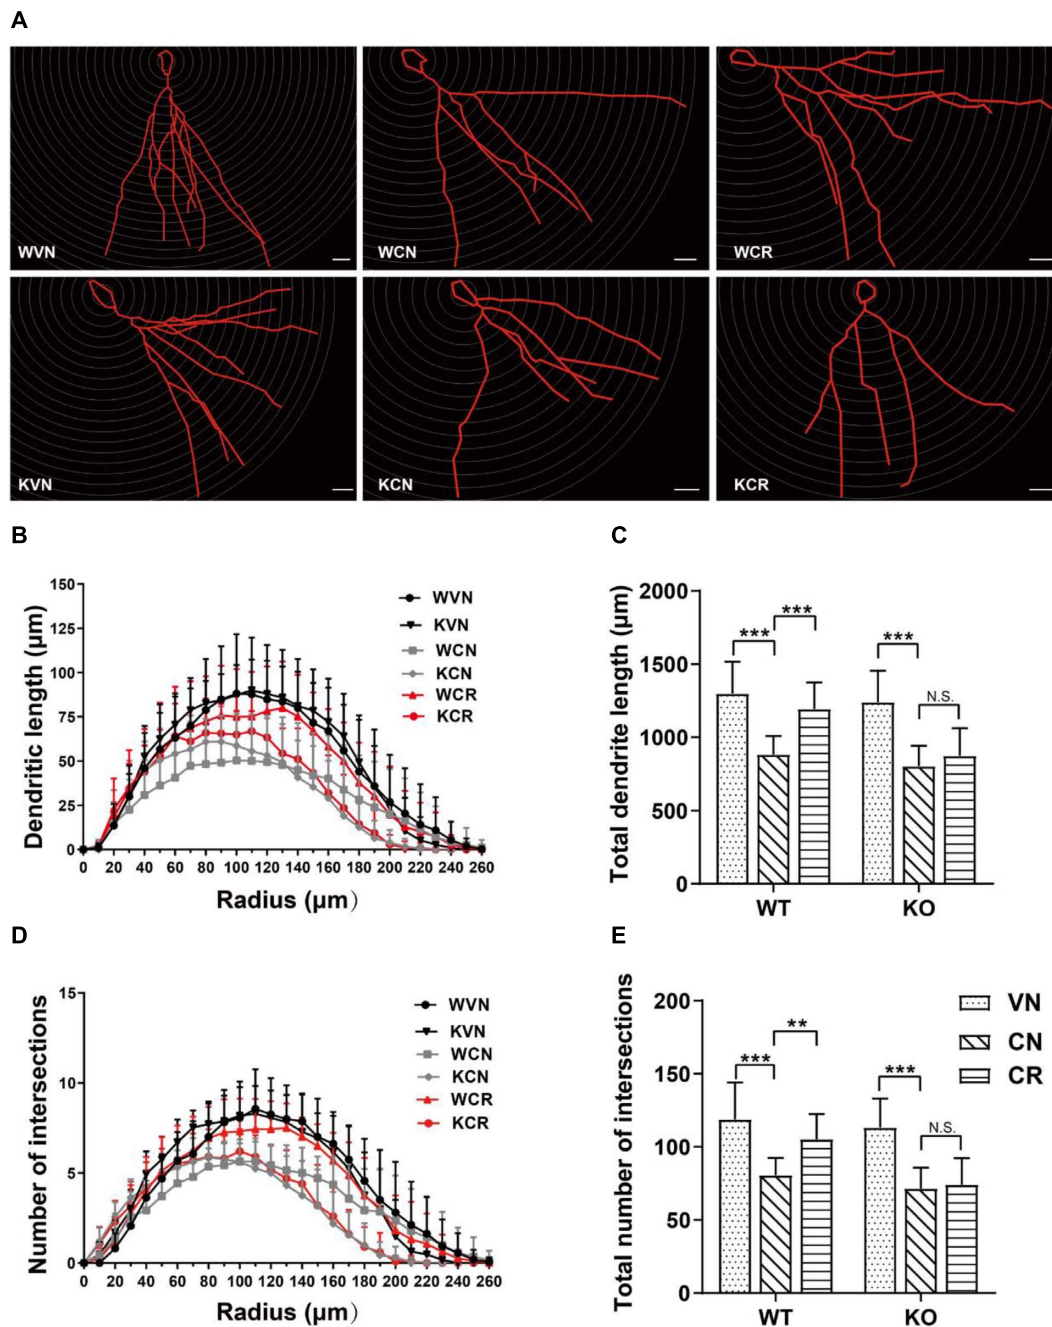 A
WVN
WCN
WCR
KVN
KCN
KCR
B
Dendritic length (μm)
150
125
100
75
50
25
0
0 20 40 60 80 100 120 140 160 180 200 220 240 260
Radius (μm）
WVN
KVN
WCN
KCN
WCR
KCR
C
Total dendrite length (μm)
2000
1500
1000
500
0
***
***
***
N.S.
WT
KO
D
Number of intersections
15
10
5
0
0 20 40 60 80 100 120 140 160 180 200 220 240 260
Radius (μm）
WVN
KVN
WCN
KCN
WCR
KCR
E
Total number of intersections
200
150
100
50
0
***
**
***
N.S.
WT
KO
VN
CN
CR